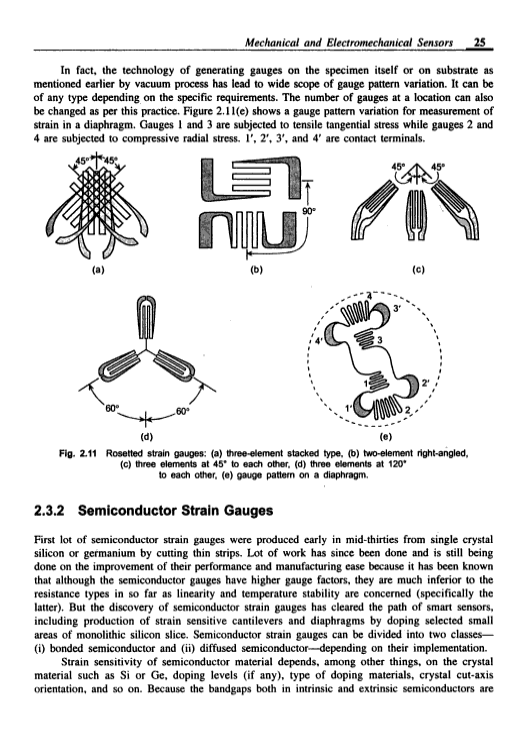 Mechanical and Electromechanical Sensors 25
In fact, the technology of generating gauges on the specimen itself or on substrate as
mentioned earlier by vacuum process has lead to wide scope of gauge pattern variation. It can be
of any type depending on the specific requirements. The number of gauges at a location can also
be changed as per this practice. Figure 2.11(e) shows a gauge pattern variation for measurement of
strain in a diaphragm. Gauges 1 and 3 are subjected to tensile tangential stress while gauges 2 and
4 are subjected to compressive radial stress. 1′, 2′, 3′, and 4′ are contact terminals.
45° 45°
90°
45° 45°
(a) (b) (c)
4
3′
4′ 3
1 2′
1′ 2
60° 60°
(d) (e)
Fig. 2.11 Rosetted strain gauges: (a) three-element stacked type, (b) two-element right-angled,
(c) three elements at 45° to each other, (d) three elements at 120°
to each other, (e) gauge pattern on a diaphragm.
2.3.2 Semiconductor Strain Gauges
First lot of semiconductor strain gauges were produced early in mid-thirties from single crystal
silicon or germanium by cutting thin strips. Lot of work has since been done and is still being
done on the improvement of their performance and manufacturing ease because it has been known
that although the semiconductor gauges have higher gauge factors, they are much inferior to the
resistance types in so far as linearity and temperature stability are concerned (specifically the
latter). But the discovery of semiconductor strain gauges has cleared the path of smart sensors,
including production of strain sensitive cantilevers and diaphragms by doping selected small
areas of monolithic silicon slice. Semiconductor strain gauges can be divided into two classes—
(i) bonded semiconductor and (ii) diffused semiconductor—depending on their implementation.
Strain sensitivity of semiconductor material depends, among other things, on the crystal
material such as Si or Ge, doping levels (if any), type of doping materials, crystal cut-axis
orientation, and so on. Because the bandgaps both in intrinsic and extrinsic semiconductors are